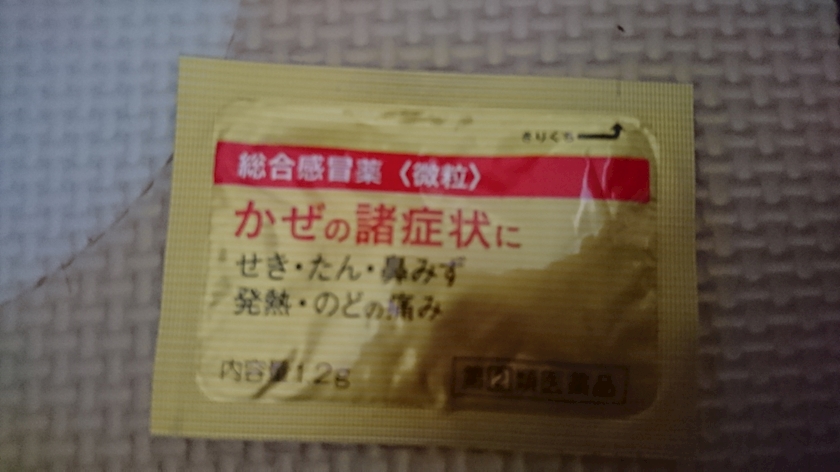 きりくち
総合感冒薬〈微粒〉
かぜの諸症状に
せき・たん・鼻みず
発熱・のどの痛み
内容量1.2g
第②類医薬品